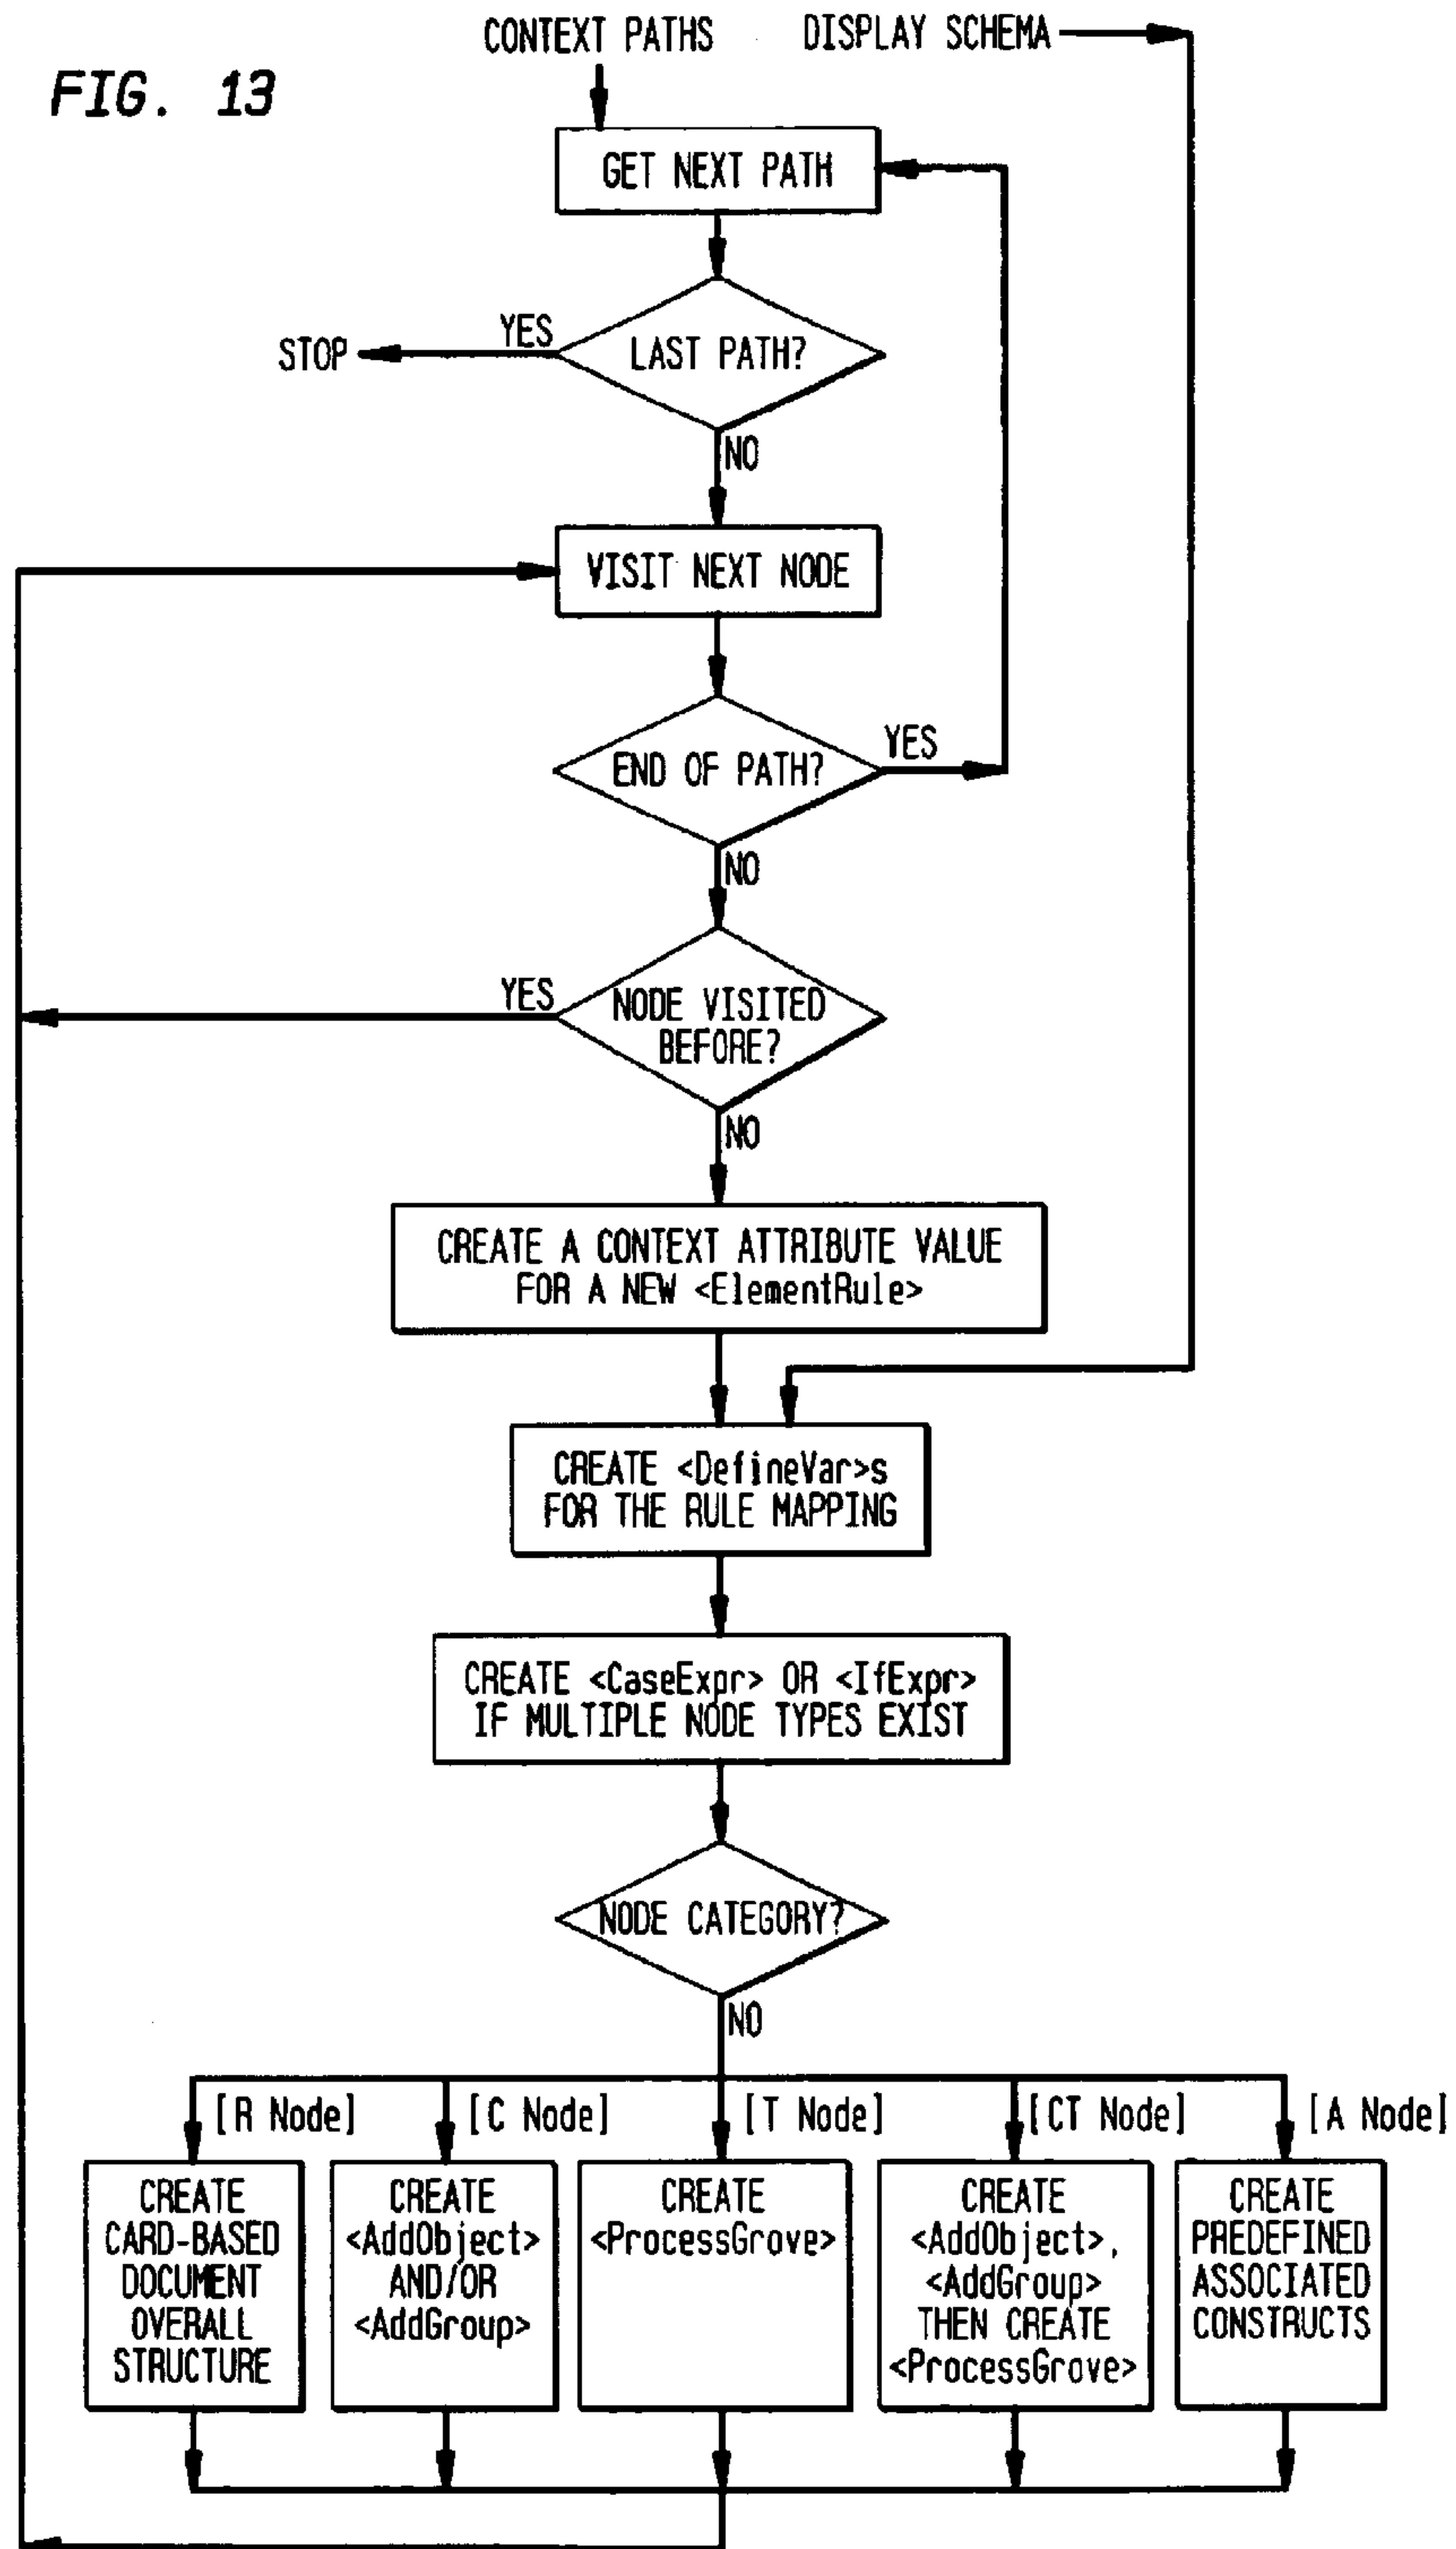 CONTEXT PATHS
DISPLAY SCHEMA
FIG. 13
GET NEXT PATH
LAST PATH?
YES
STOP
NO
VISIT NEXT NODE
END OF PATH?
YES
NO
NODE VISITED
BEFORE?
YES
NO
CREATE A CONTEXT ATTRIBUTE VALUE
FOR A NEW <ElementRule>
CREATE <DefineVar>s
FOR THE RULE MAPPING
CREATE <CaseExpr> OR <IfExpr>
IF MULTIPLE NODE TYPES EXIST
NODE CATEGORY?
NO
[R Node]
[C Node]
[T Node]
[CT Node]
[A Node]
CREATE
CARD-BASED
DOCUMENT
OVERALL
STRUCTURE
CREATE
<AddObject>
AND/OR
<AddGroup>
CREATE
<ProcessGrove>
CREATE
<AddObject>,
<AddGroup>
THEN CREATE
<ProcessGrove>
CREATE
PREDEFINED
ASSOCIATED
CONSTRUCTS